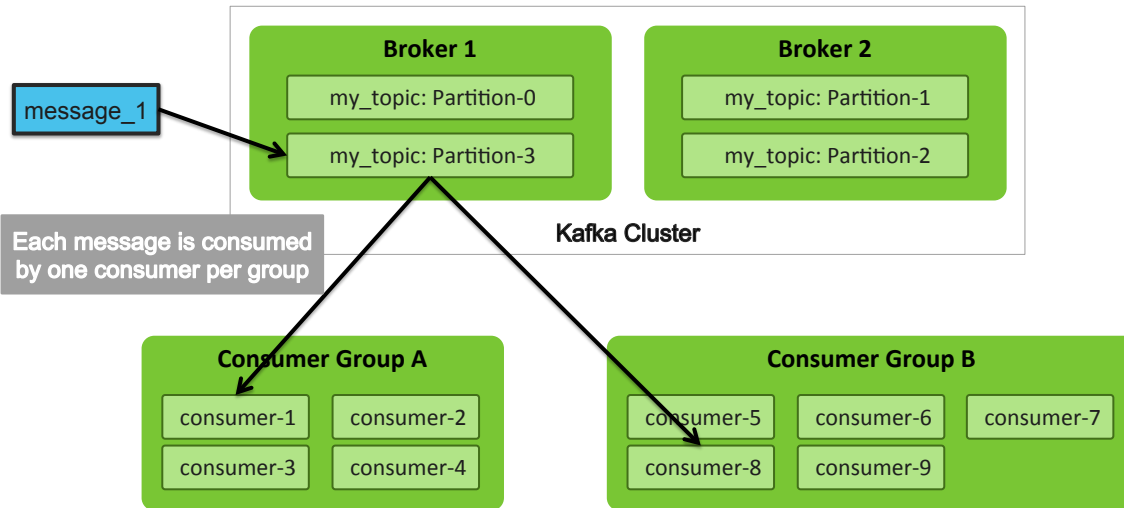 Broker 1
Broker 2
my_topic: Partition-0
my_topic: Partition-1
message_1
my_topic: Partition-3
my_topic: Partition-2
Kafka Cluster
Each message is consumed
by one consumer per group
Consumer Group A
Consumer Group B
consumer-1
consumer-2
consumer-3
consumer-4
consumer-5
consumer-6
consumer-7
consumer-8
consumer-9